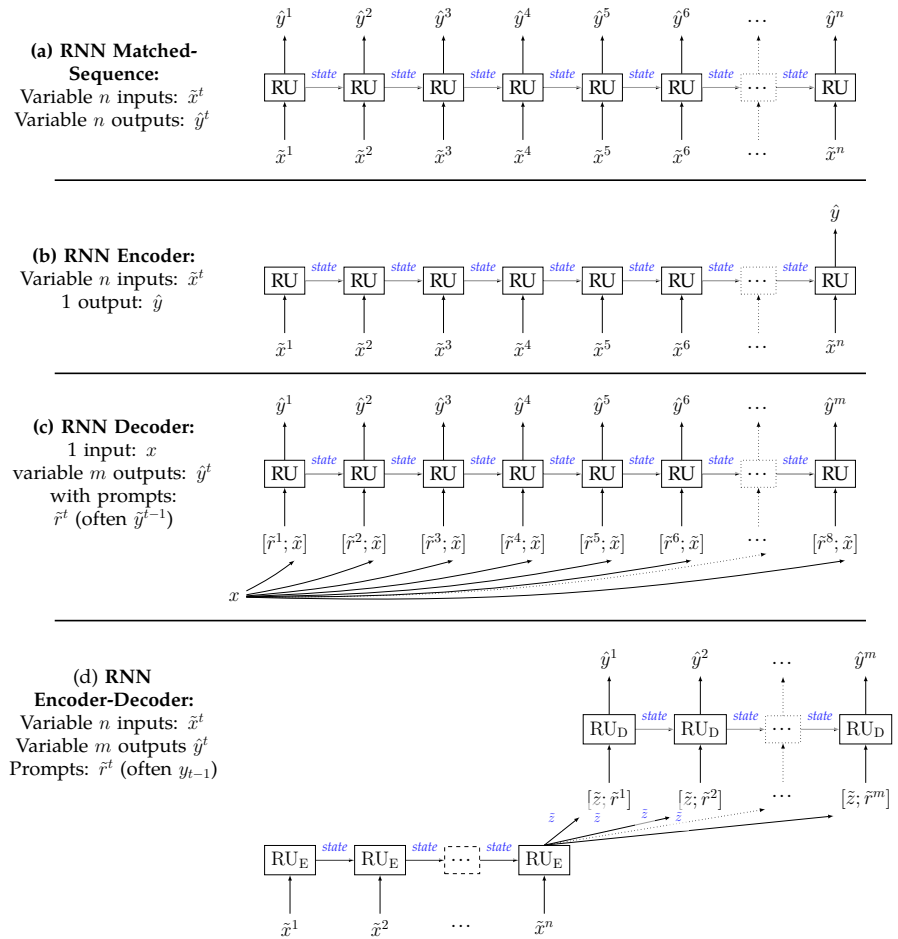 ŷ¹ ŷ² ŷ³ ŷ⁴ ŷ⁵ ŷ⁶ ... ŷⁿ
(a) RNN Matched-
Sequence:
Variable n inputs: x̃ᵗ
Variable n outputs: ŷᵗ
state state state state state state state
RU RU RU RU RU RU ... RU
x̃¹ x̃² x̃³ x̃⁴ x̃⁵ x̃⁶ ... x̃ⁿ
ŷ
(b) RNN Encoder:
Variable n inputs: x̃ᵗ
1 output: ŷ
state state state state state state state
RU RU RU RU RU RU ... RU
x̃¹ x̃² x̃³ x̃⁴ x̃⁵ x̃⁶ ... x̃ⁿ
ŷ¹ ŷ² ŷ³ ŷ⁴ ŷ⁵ ŷ⁶ ... ŷᵐ
(c) RNN Decoder:
1 input: x
variable m outputs: ŷᵗ
with prompts:
r̃ᵗ (often ỹᵗ⁻¹)
state state state state state state state
RU RU RU RU RU RU ... RU
[r̃¹; x̃] [r̃²; x̃] [r̃³; x̃] [r̃⁴; x̃] [r̃⁵; x̃] [r̃⁶; x̃] ... [r̃⁸; x̃]
x
(d) RNN
Encoder-Decoder:
Variable n inputs: x̃ᵗ
Variable m outputs ŷᵗ
Prompts: r̃ᵗ (often yₜ₋₁)
ŷ¹ ŷ² ... ŷᵐ
state state state
RU_D RU_D ... RU_D
[z̃; r̃¹] [z̃; r̃²] ... [z̃; r̃ᵐ]
z̃ z̃ z̃ z̃
state state state
RU_E RU_E ... RU_E
x̃¹ x̃² ... x̃ⁿ